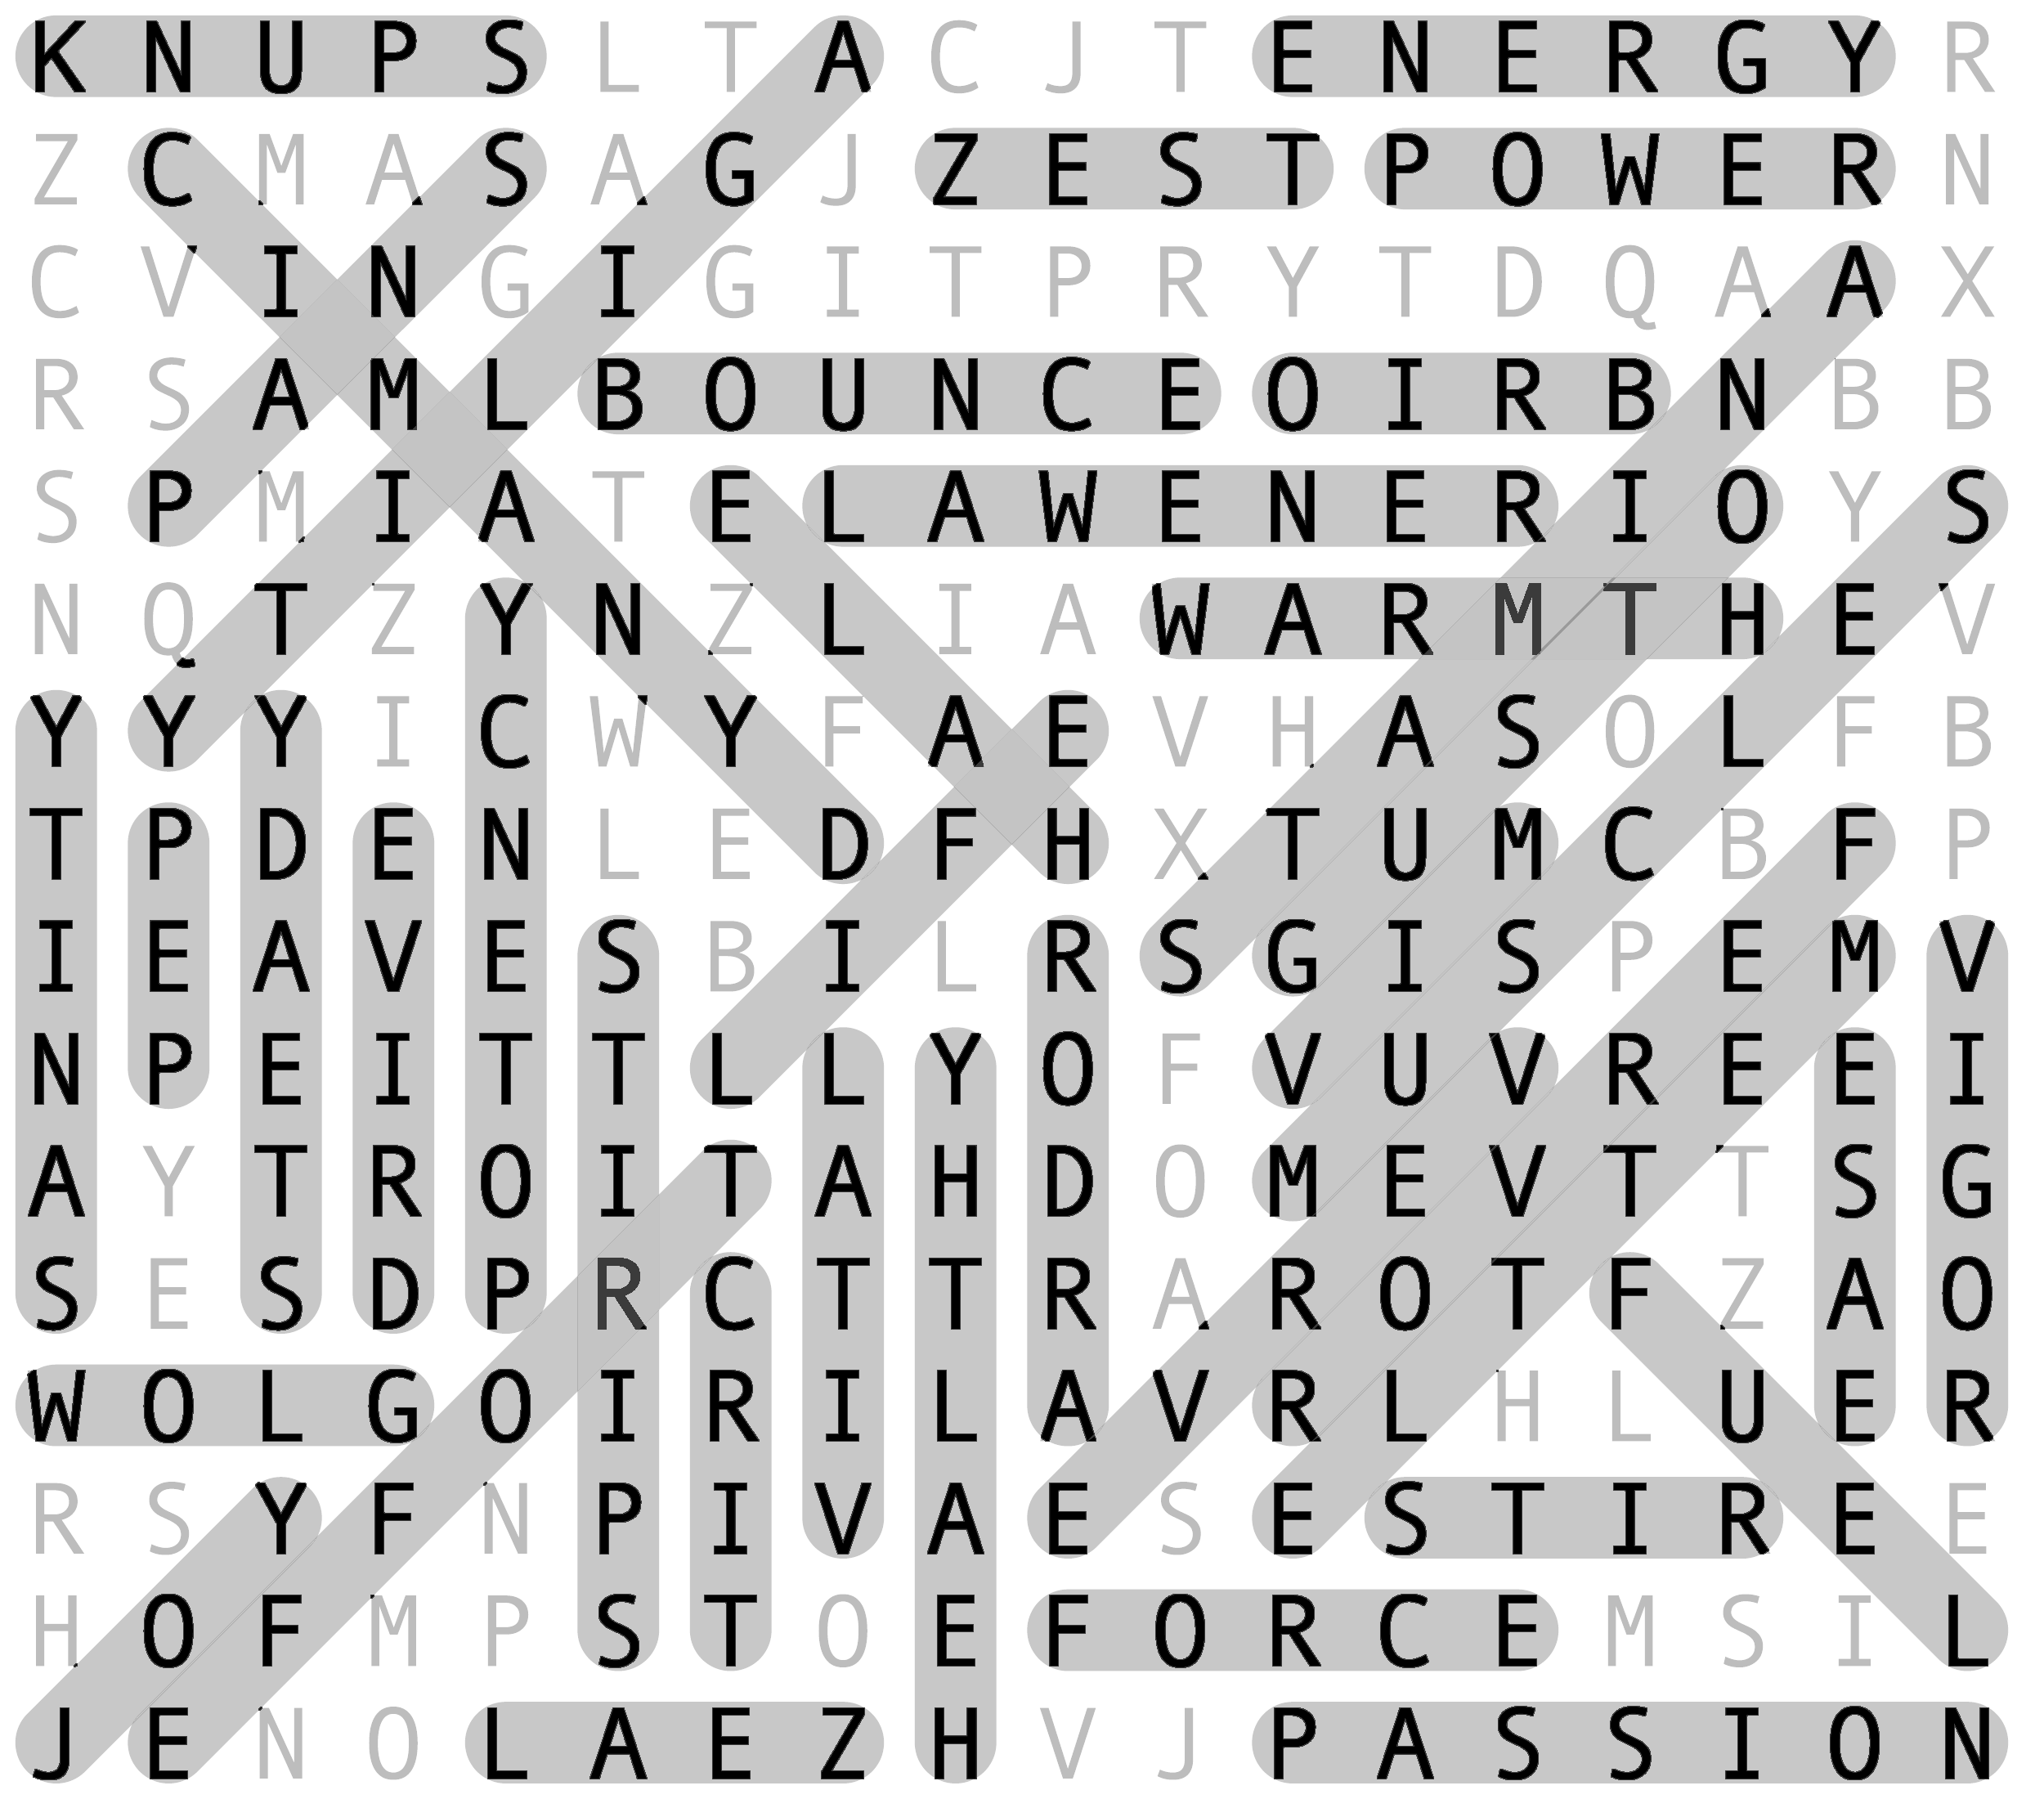 K N U P S L T A C J T E N E R G Y R
Z C M A S A G J Z E S T P O W E R N
C V I N G I G I T P R Y T D Q A A X
R S A M L B O U N C E O I R B N B B
S P M I A T E L A W E N E R I O Y S
N Q T Z Y N Z L I A W A R M T H E V
Y Y Y I C W Y F A E V H A S O L F B
T P D E N L E D F H X T U M C B F P
I E A V E S B I L R S G I S P E M V
N P E I T T L L Y O F V U V R E E I
A Y T R O I T A H D O M E V T T S G
S E S D P R C T T R A R O T F Z A O
W O L G O I R I L A V R L H L U E R
R S Y F N P I V A E S E S T I R E E
H O F M P S T O E F O R C E M S I L
J E N O L A E Z H V J P A S S I O N